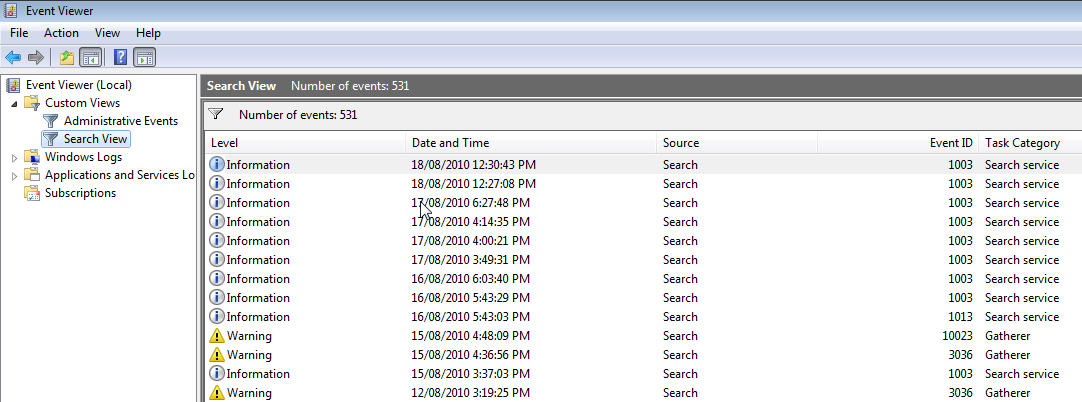 Event Viewer
File Action View Help
Event Viewer (Local)
Custom Views
Administrative Events
Search View
Windows Logs
Applications and Services Lo
Subscriptions
Search View Number of events: 531
Number of events: 531
Level Date and Time Source Event ID Task Category
Information 18/08/2010 12:30:43 PM Search 1003 Search service
Information 18/08/2010 12:27:08 PM Search 1003 Search service
Information 17/08/2010 6:27:48 PM Search 1003 Search service
Information 17/08/2010 4:14:35 PM Search 1003 Search service
Information 17/08/2010 4:00:21 PM Search 1003 Search service
Information 17/08/2010 3:49:31 PM Search 1003 Search service
Information 16/08/2010 6:03:40 PM Search 1003 Search service
Information 16/08/2010 5:43:29 PM Search 1003 Search service
Information 16/08/2010 5:43:03 PM Search 1013 Search service
Warning 15/08/2010 4:48:09 PM Search 10023 Gatherer
Warning 15/08/2010 4:36:56 PM Search 3036 Gatherer
Information 15/08/2010 3:37:03 PM Search 1003 Search service
Warning 12/08/2010 3:19:25 PM Search 3036 Gatherer